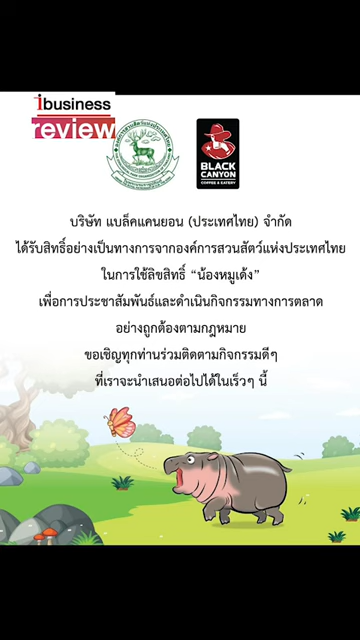 ibusiness
review
BLACK
CANYON
COFFEE & EATERY
บริษัท แบล็คแคนยอน (ประเทศไทย) จำกัด
ได้รับสิทธิ์อย่างเป็นทางการจากองค์การสวนสัตว์แห่งประเทศไทย
ในการใช้ลิขสิทธิ์ “น้องหมูเด้ง”
เพื่อการประชาสัมพันธ์และดำเนินกิจกรรมทางการตลาด
อย่างถูกต้องตามกฎหมาย
ขอเชิญทุกท่านร่วมติดตามกิจกรรมดีๆ
ที่เราจะนำเสนอต่อไปได้ในเร็วๆ นี้